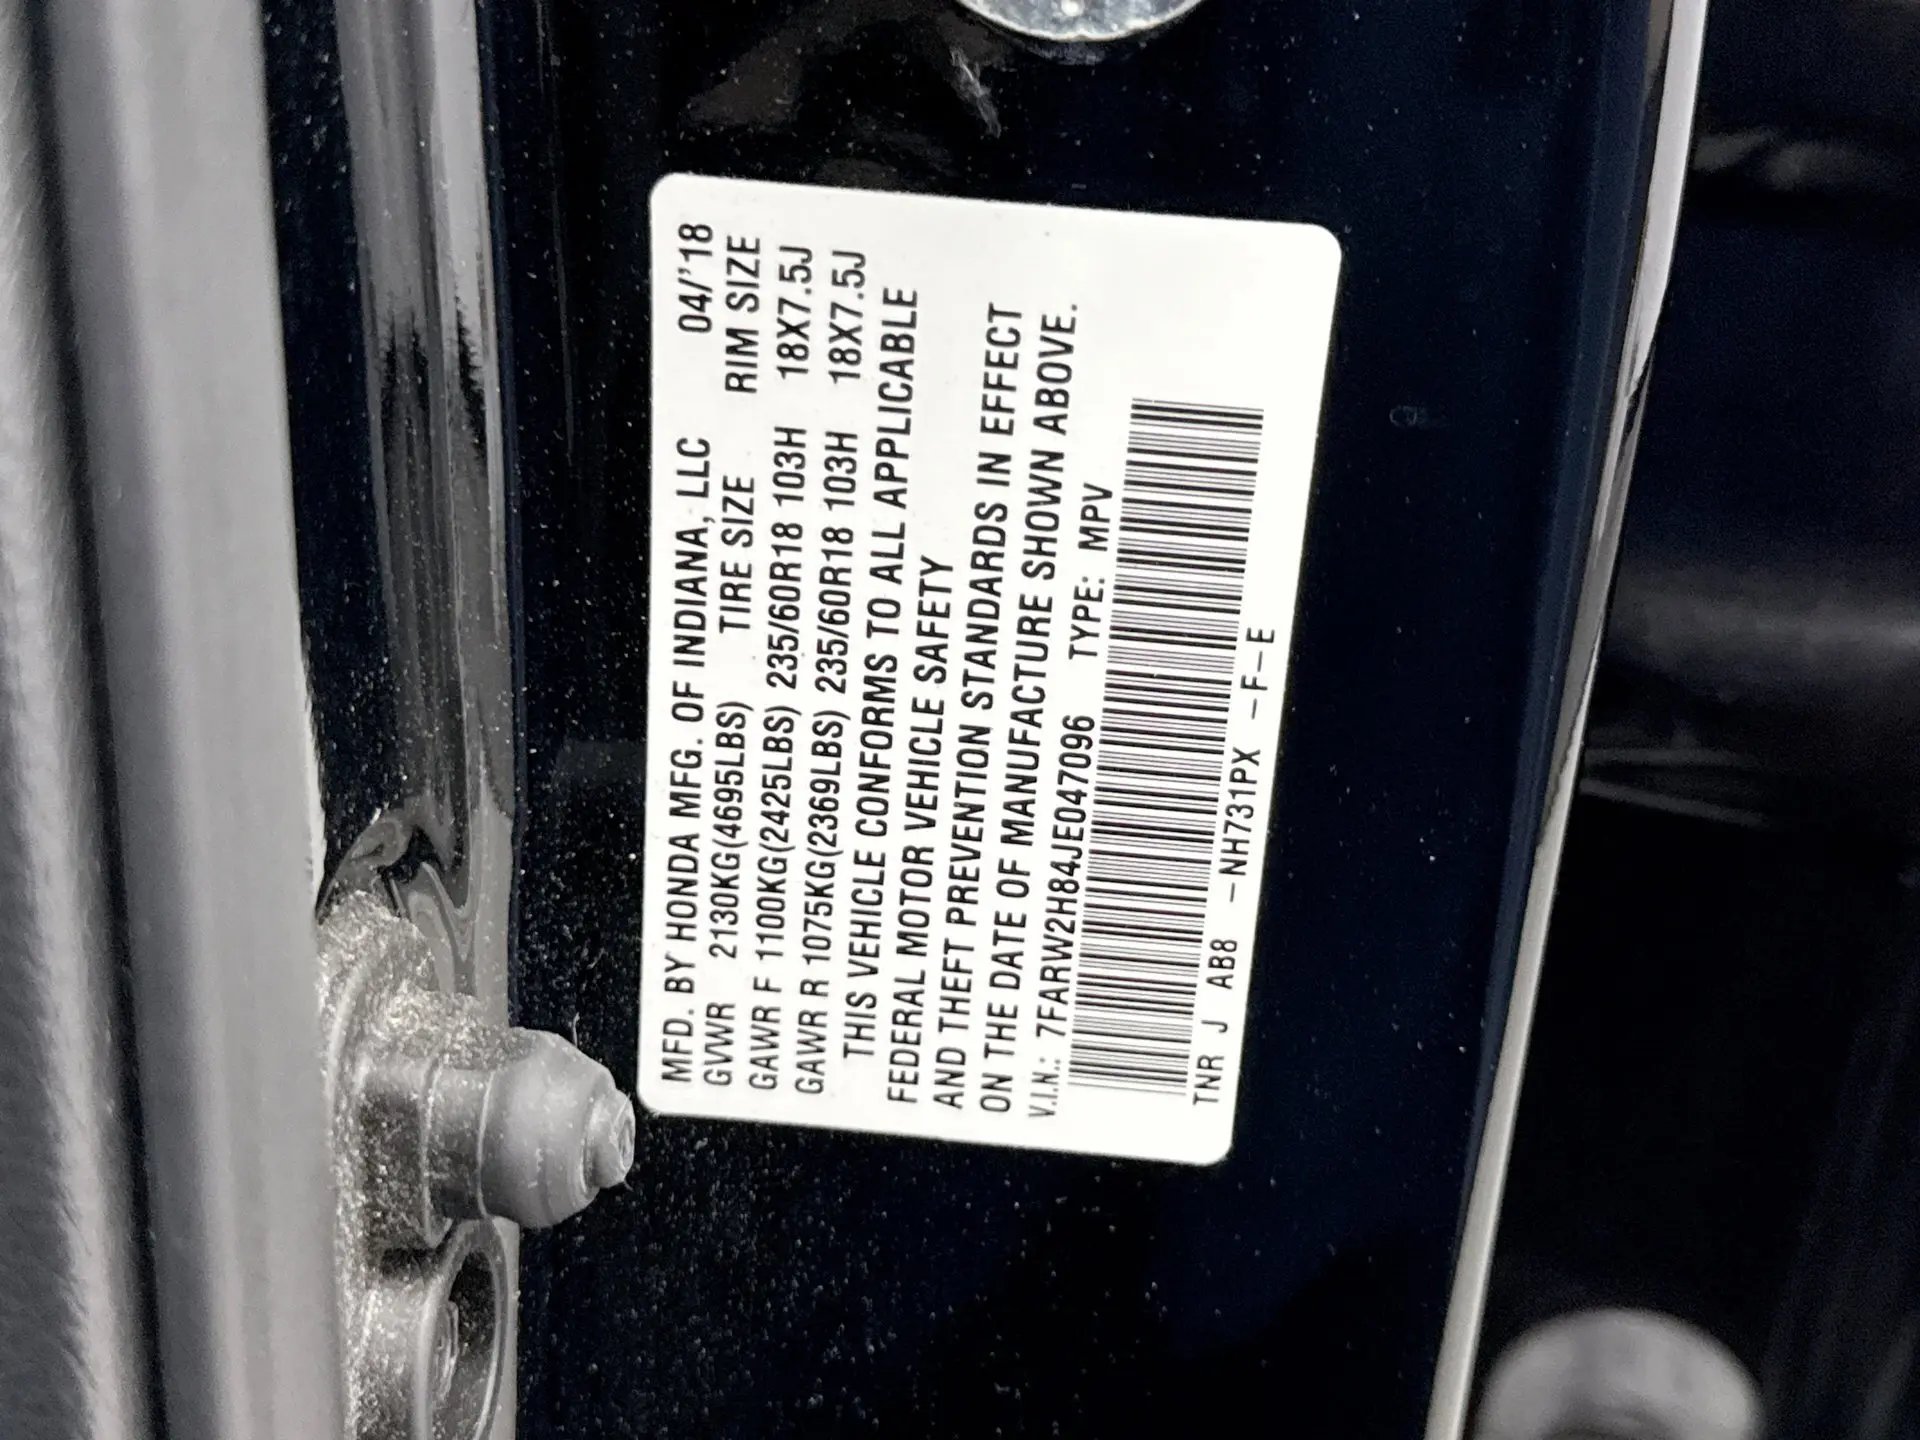 MFD. BY HONDA MFG. OF INDIANA, LLC 04/'18
GVWR 2130KG(4695LBS) TIRE SIZE RIM SIZE
GAWR F 1100KG(2425LBS) 235/60R18 103H 18X7.5J
GAWR R 1075KG(2369LBS) 235/60R18 103H 18X7.5J
THIS VEHICLE CONFORMS TO ALL APPLICABLE
FEDERAL MOTOR VEHICLE SAFETY
AND THEFT PREVENTION STANDARDS IN EFFECT
ON THE DATE OF MANUFACTURE SHOWN ABOVE.
V.I.N.: 7FARW2H84JE047096 TYPE: MPV
TNR J AB8 -NH731PX -F-E